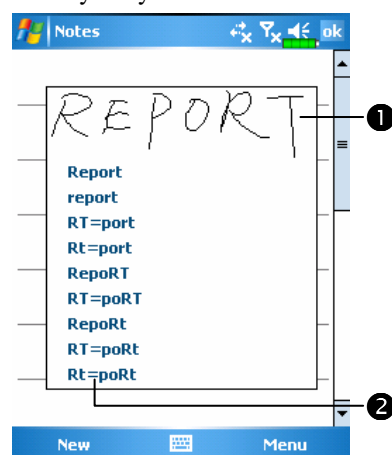 Notes
ok
REPORT
1
Report
report
RT=port
Rt=port
RepoRT
RT=poRT
RepoRt
RT=poRt
Rt=poRt
2
New
Menu